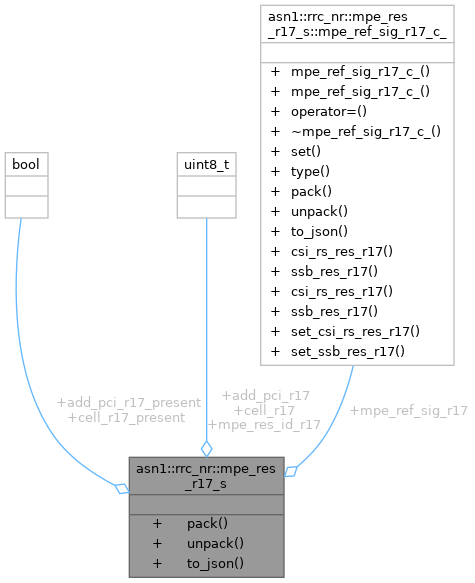 asn1::rrc_nr::mpe_res
_r17_s::mpe_ref_sig_r17_c_
+ mpe_ref_sig_r17_c_()
+ mpe_ref_sig_r17_c_()
+ operator=()
+ ~mpe_ref_sig_r17_c_()
+ set()
+ type()
+ pack()
+ unpack()
+ to_json()
+ csi_rs_res_r17()
+ ssb_res_r17()
+ csi_rs_res_r17()
+ ssb_res_r17()
+ set_csi_rs_res_r17()
+ set_ssb_res_r17()
bool
uint8_t
+add_pci_r17_present
+cell_r17_present
+add_pci_r17
+cell_r17
+mpe_res_id_r17
+mpe_ref_sig_r17
asn1::rrc_nr::mpe_res
_r17_s
+ pack()
+ unpack()
+ to_json()